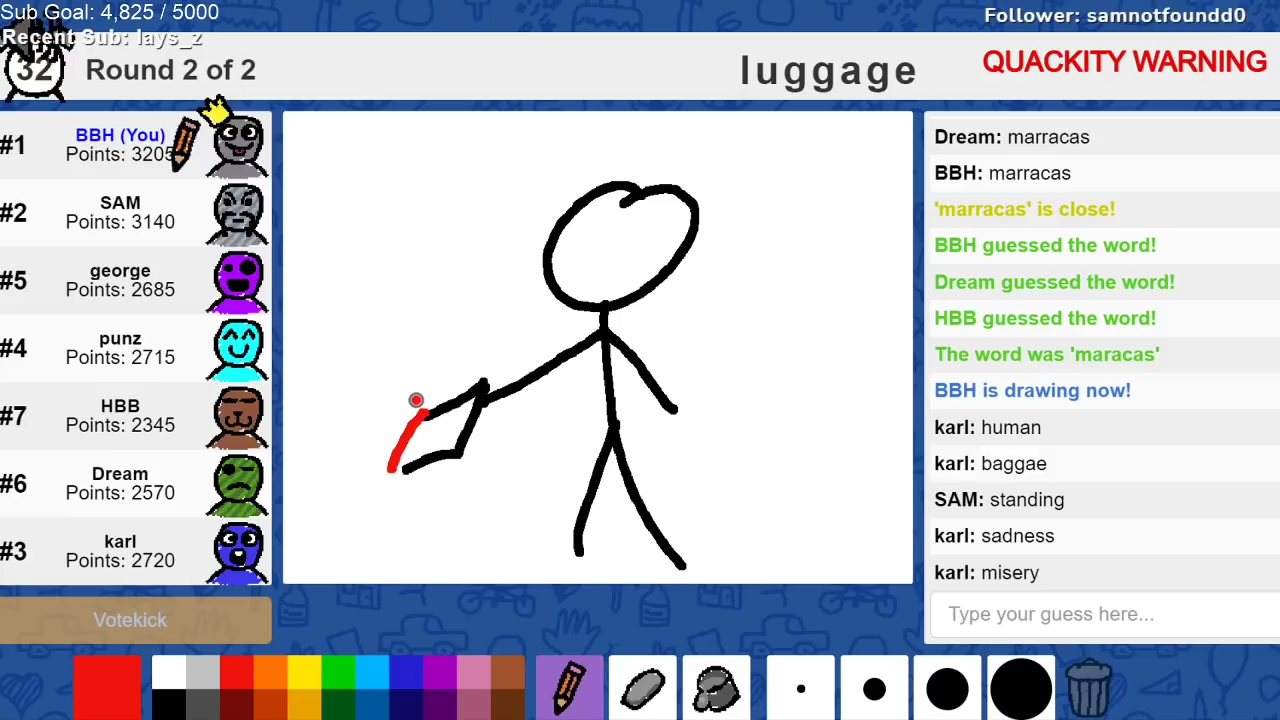 Sub Goal: 4,825 / 5000
Follower: samnotfoundd0
Recent Sub: lays_z
32
Round 2 of 2
luggage
QUACKITY WARNING
#1
BBH (You)
Points: 3205
#2
SAM
Points: 3140
#5
george
Points: 2685
#4
punz
Points: 2715
#7
HBB
Points: 2345
#6
Dream
Points: 2570
#3
karl
Points: 2720
Votekick
Dream: marracas
BBH: marracas
'marracas' is close!
BBH guessed the word!
Dream guessed the word!
HBB guessed the word!
The word was 'maracas'
BBH is drawing now!
karl: human
karl: baggae
SAM: standing
karl: sadness
karl: misery
Type your guess here...